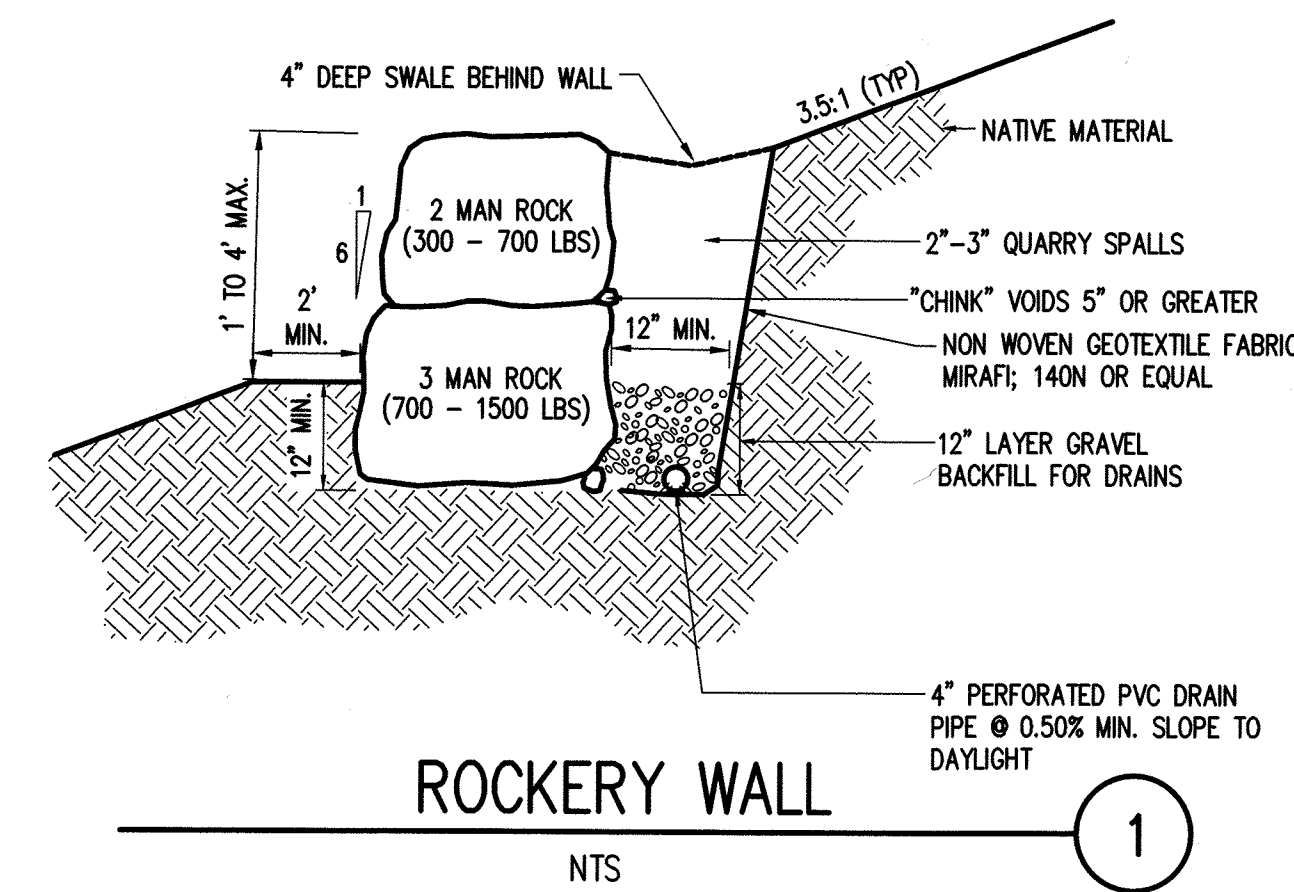 4" DEEP SWALE BEHIND WALL
3.5:1 (TYP)
NATIVE MATERIAL
1' TO 4' MAX.
1
6
2 MAN ROCK
(300 - 700 LBS)
2"-3" QUARRY SPALLS
"CHINK" VOIDS 5" OR GREATER
2'
MIN.
12" MIN.
NON WOVEN GEOTEXTILE FABRIC
MIRAFI; 140N OR EQUAL
3 MAN ROCK
(700 - 1500 LBS)
12" MIN.
12" LAYER GRAVEL
BACKFILL FOR DRAINS
4" PERFORATED PVC DRAIN
PIPE @ 0.50% MIN. SLOPE TO
DAYLIGHT
ROCKERY WALL
1
NTS